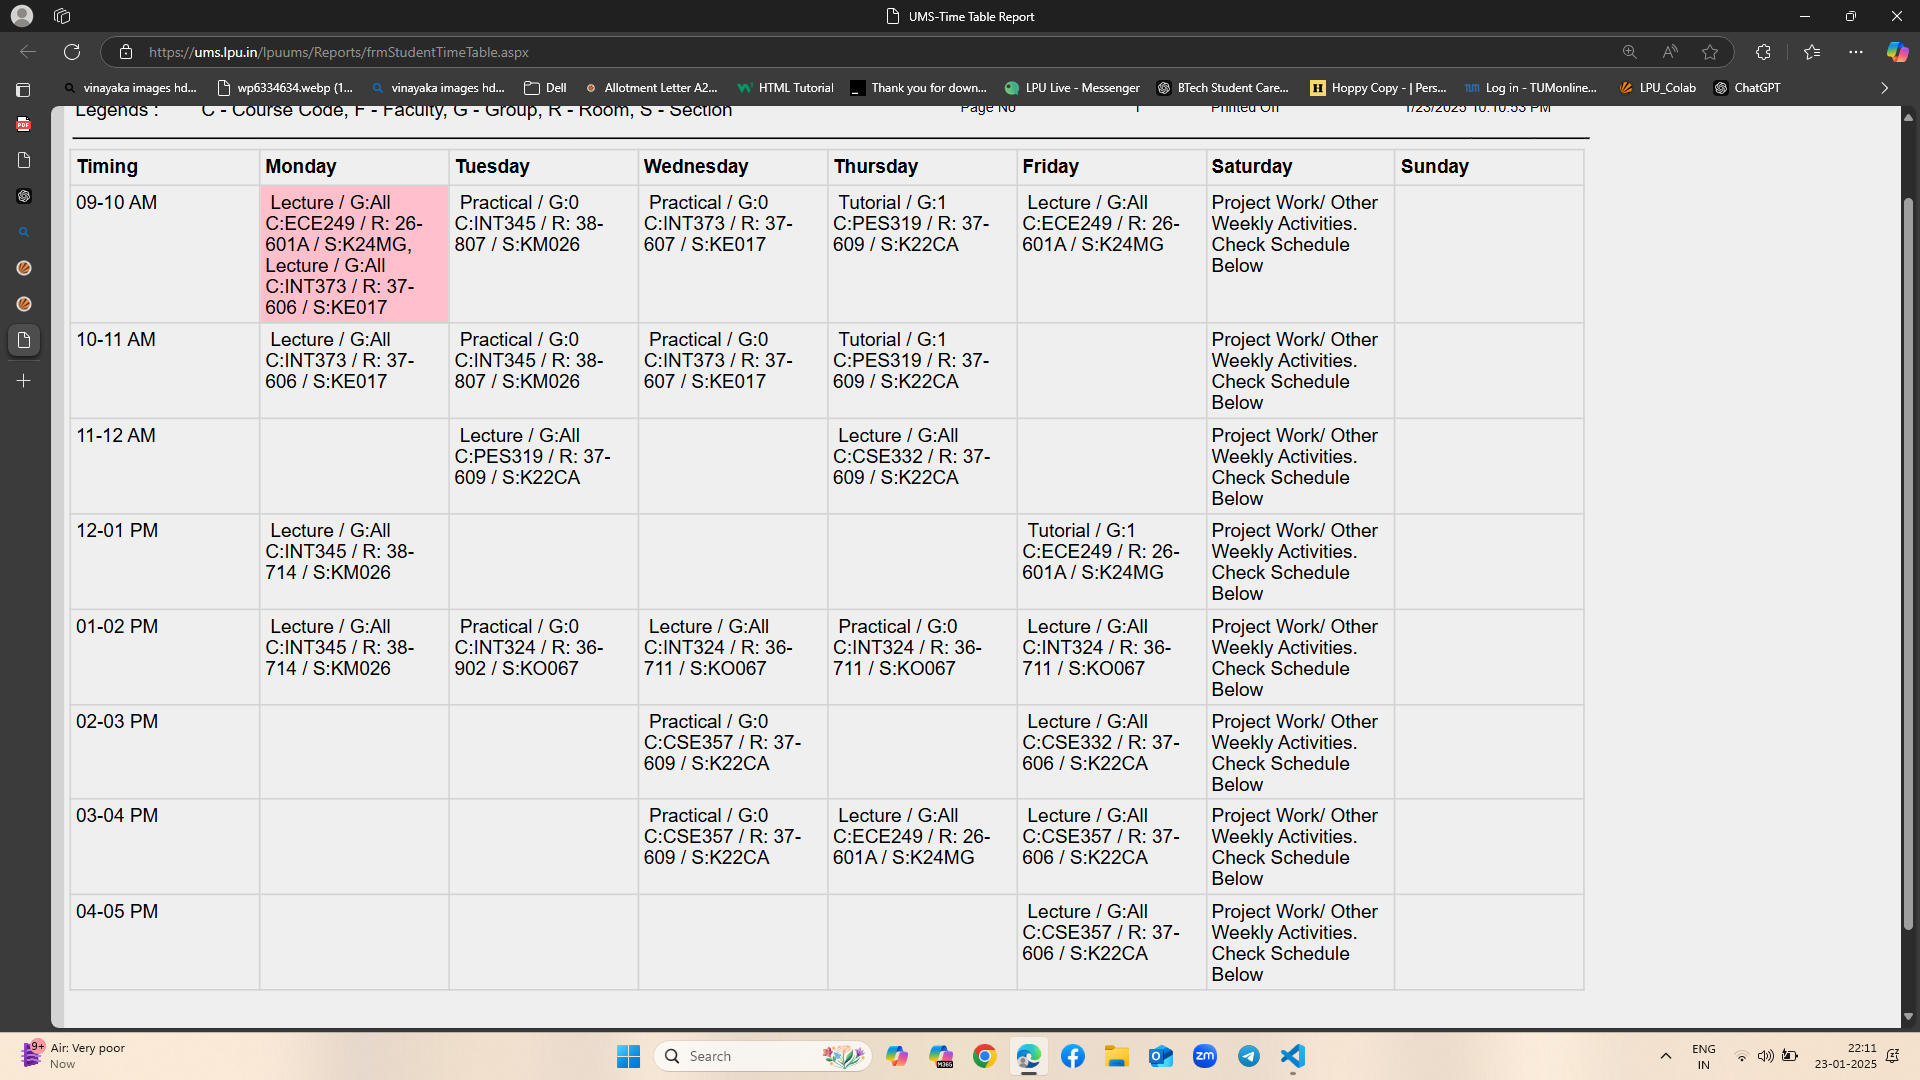 UMS-Time Table Report
https://ums.lpu.in/lpuums/Reports/frmStudentTimeTable.aspx
vinayaka images hd... wp6334634.webp (1... vinayaka images hd... Dell Allotment Letter A2... HTML Tutorial Thank you for down... LPU Live - Messenger BTech Student Care... Hoppy Copy - | Pers... Log in - TUMonline... LPU_Colab ChatGPT
Legends : C - Course Code, F - Faculty, G - Group, R - Room, S - Section Page No 1 Printed On 1/23/2025 10:10:53 PM
Timing Monday Tuesday Wednesday Thursday Friday Saturday Sunday
09-10 AM Lecture / G:All Practical / G:0 Practical / G:0 Tutorial / G:1 Lecture / G:All Project Work/ Other
C:ECE249 / R: 26- C:INT345 / R: 38- C:INT373 / R: 37- C:PES319 / R: 37- C:ECE249 / R: 26- Weekly Activities.
601A / S:K24MG, 807 / S:KM026 607 / S:KE017 609 / S:K22CA 601A / S:K24MG Check Schedule
Lecture / G:All Below
C:INT373 / R: 37-
606 / S:KE017
10-11 AM Lecture / G:All Practical / G:0 Practical / G:0 Tutorial / G:1 Project Work/ Other
C:INT373 / R: 37- C:INT345 / R: 38- C:INT373 / R: 37- C:PES319 / R: 37- Weekly Activities.
606 / S:KE017 807 / S:KM026 607 / S:KE017 609 / S:K22CA Check Schedule
Below
11-12 AM Lecture / G:All Lecture / G:All Project Work/ Other
C:PES319 / R: 37- C:CSE332 / R: 37- Weekly Activities.
609 / S:K22CA 609 / S:K22CA Check Schedule
Below
12-01 PM Lecture / G:All Tutorial / G:1 Project Work/ Other
C:INT345 / R: 38- C:ECE249 / R: 26- Weekly Activities.
714 / S:KM026 601A / S:K24MG Check Schedule
Below
01-02 PM Lecture / G:All Practical / G:0 Lecture / G:All Practical / G:0 Lecture / G:All Project Work/ Other
C:INT345 / R: 38- C:INT324 / R: 36- C:INT324 / R: 36- C:INT324 / R: 36- C:INT324 / R: 36- Weekly Activities.
714 / S:KM026 902 / S:KO067 711 / S:KO067 711 / S:KO067 711 / S:KO067 Check Schedule
Below
02-03 PM Practical / G:0 Lecture / G:All Project Work/ Other
C:CSE357 / R: 37- C:CSE332 / R: 37- Weekly Activities.
609 / S:K22CA 606 / S:K22CA Check Schedule
Below
03-04 PM Practical / G:0 Lecture / G:All Lecture / G:All Project Work/ Other
C:CSE357 / R: 37- C:ECE249 / R: 26- C:CSE357 / R: 37- Weekly Activities.
609 / S:K22CA 601A / S:K24MG 606 / S:K22CA Check Schedule
Below
04-05 PM Lecture / G:All Project Work/ Other
C:CSE357 / R: 37- Weekly Activities.
606 / S:K22CA Check Schedule
Below
9+ Air: Very poor
Now
Search
ENG
IN
22:11
23-01-2025